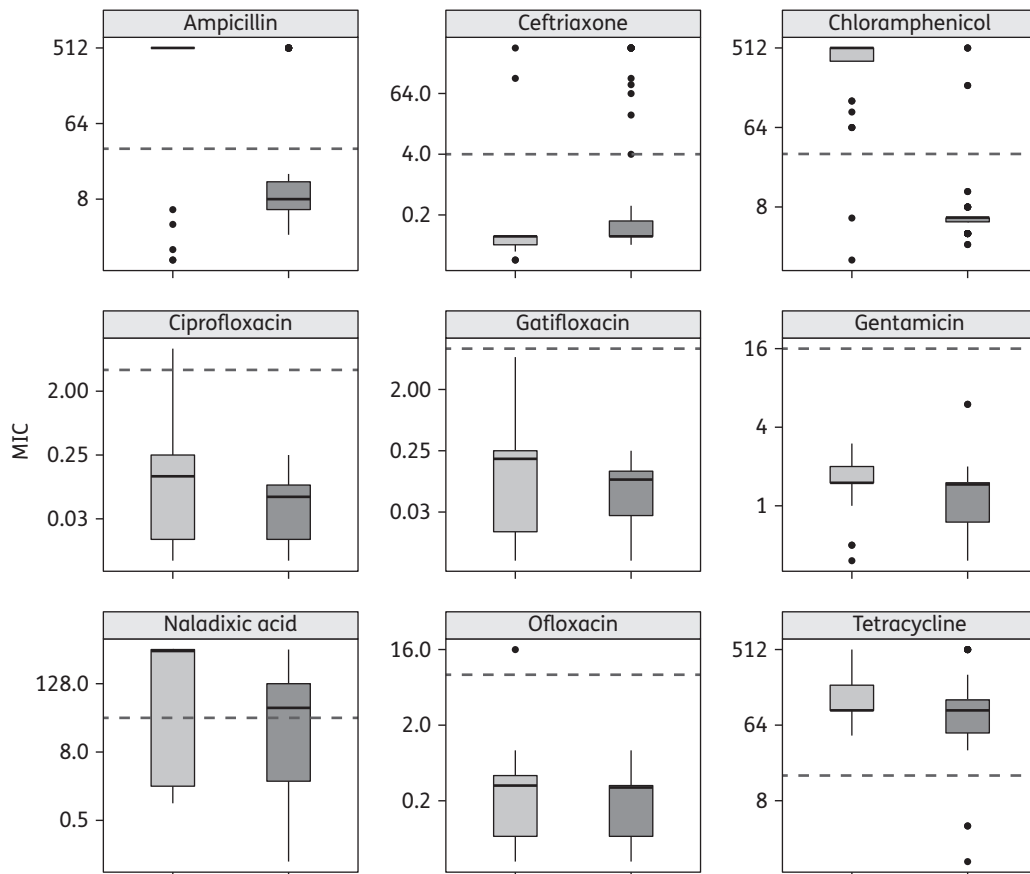 Ampicillin
512
64
8
Ceftriaxone
64.0
4.0
0.2
Chloramphenicol
512
64
8
MIC
Ciprofloxacin
2.00
0.25
0.03
Gatifloxacin
2.00
0.25
0.03
Gentamicin
16
4
1
Naladixic acid
128.0
8.0
0.5
Ofloxacin
16.0
2.0
0.2
Tetracycline
512
64
8